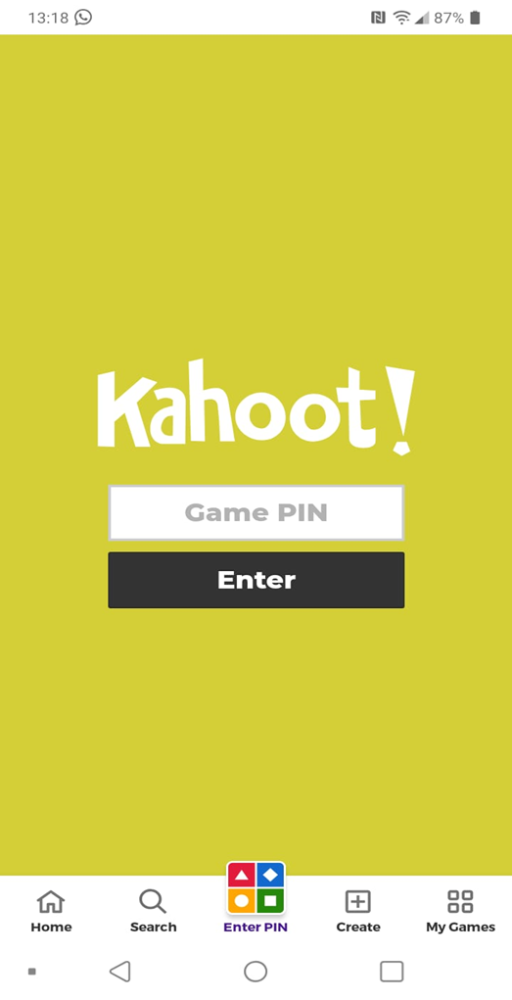 13:18 87%
Kahoot!
Game PIN
Enter
Home Search Enter PIN Create My Games